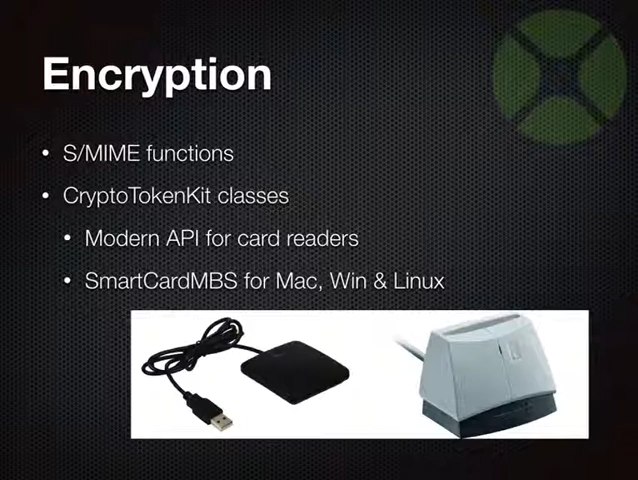 Encryption
• S/MIME functions
• CryptoTokenKit classes
• Modern API for card readers
• SmartCardMBS for Mac, Win & Linux